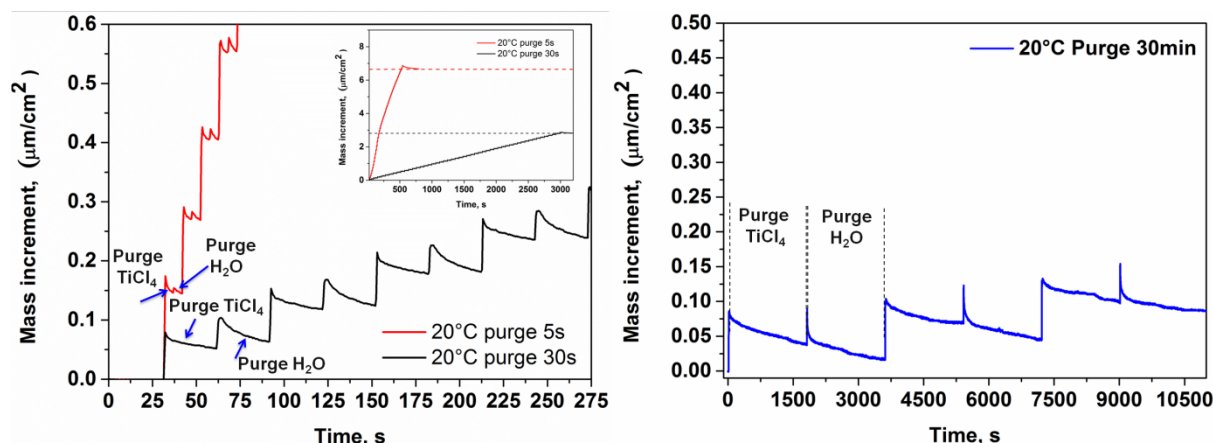 Mass increment, (μm/cm²)
0.6
0.5
0.4
0.3
0.2
0.1
0.0
0 25 50 75 100 125 150 175 200 225 250 275
Time, s
Purge
TiCl₄
Purge
H₂O
Purge TiCl₄
Purge H₂O
20°C purge 5s
20°C purge 30s
Mass increment, (μm/cm²)
8
6
4
2
0
500 1000 1500 2000 2500 3000
Time, s
20°C purge 5s
20°C purge 30s
Mass increment, (μm/cm²)
0.50
0.45
0.40
0.35
0.30
0.25
0.20
0.15
0.10
0.05
0.00
0 1500 3000 4500 6000 7500 9000 10500
Time, s
20°C Purge 30min
Purge
TiCl₄
Purge
H₂O